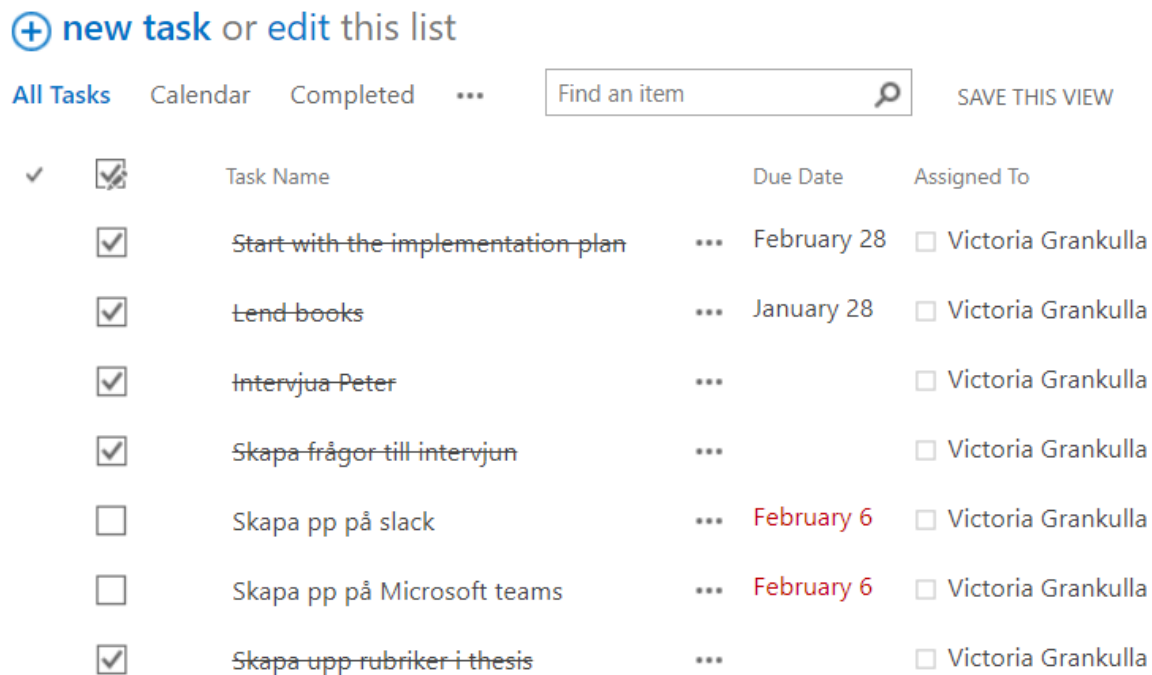 new task or edit this list
All Tasks Calendar Completed ••• Find an item SAVE THIS VIEW
Task Name Due Date Assigned To
Start with the implementation plan ••• February 28 Victoria Grankulla
Lend books ••• January 28 Victoria Grankulla
Intervjua Peter ••• Victoria Grankulla
Skapa frågor till intervjun ••• Victoria Grankulla
Skapa pp på slack ••• February 6 Victoria Grankulla
Skapa pp på Microsoft teams ••• February 6 Victoria Grankulla
Skapa upp rubriker i thesis ••• Victoria Grankulla